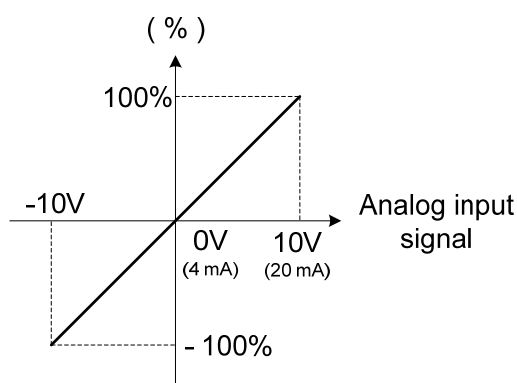 ( % )
100%
-10V
Analog input
signal
0V
10V
(4 mA)
(20 mA)
- 100%